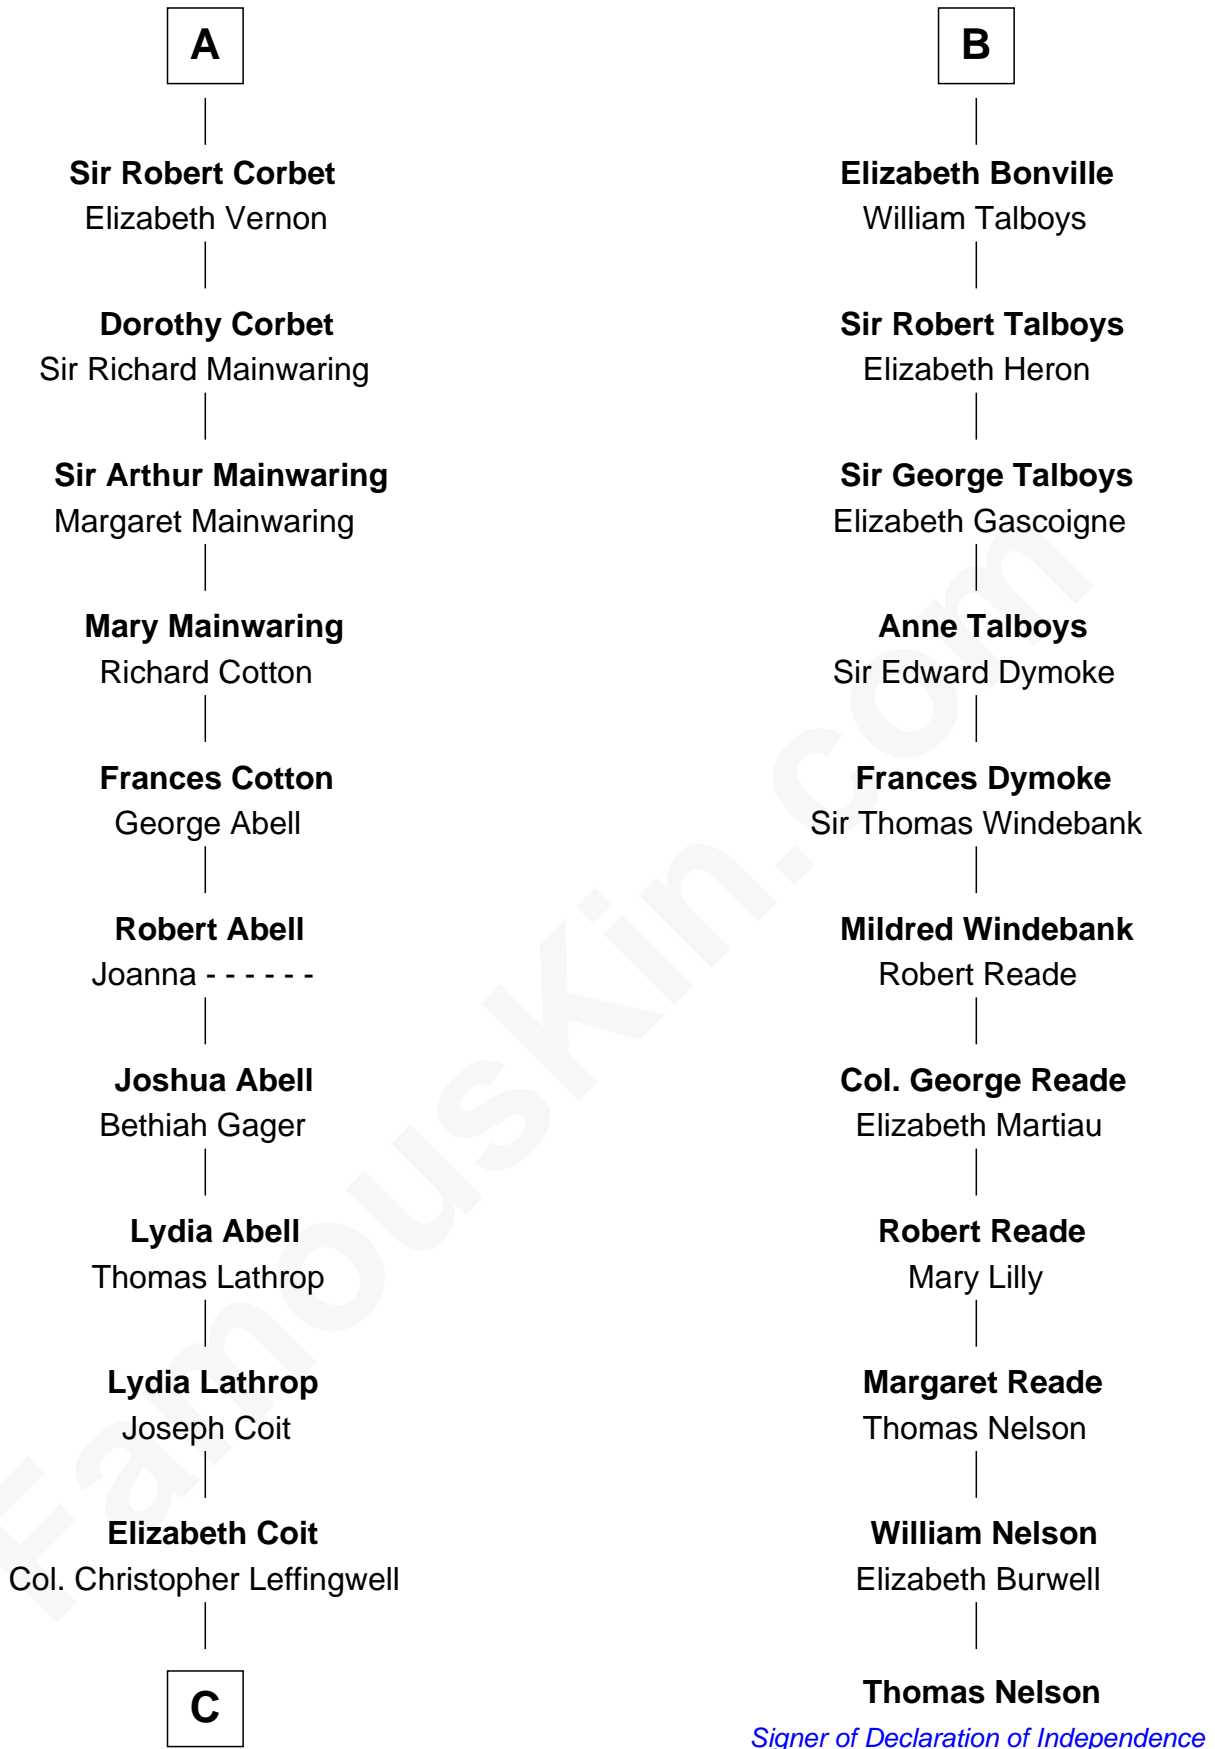 A
Sir Robert Corbet
Elizabeth Vernon
Dorothy Corbet
Sir Richard Mainwaring
Sir Arthur Mainwaring
Margaret Mainwaring
Mary Mainwaring
Richard Cotton
Frances Cotton
George Abell
Robert Abell
Joanna - - - - - -
Joshua Abell
Bethiah Gager
Lydia Abell
Thomas Lathrop
Lydia Lathrop
Joseph Coit
Elizabeth Coit
Col. Christopher Leffingwell
C
B
Elizabeth Bonville
William Talboys
Sir Robert Talboys
Elizabeth Heron
Sir George Talboys
Elizabeth Gascoigne
Anne Talboys
Sir Edward Dymoke
Frances Dymoke
Sir Thomas Windebank
Mildred Windebank
Robert Reade
Col. George Reade
Elizabeth Martiau
Robert Reade
Mary Lilly
Margaret Reade
Thomas Nelson
William Nelson
Elizabeth Burwell
Thomas Nelson
Signer of Declaration of Independence
FamousKin.com